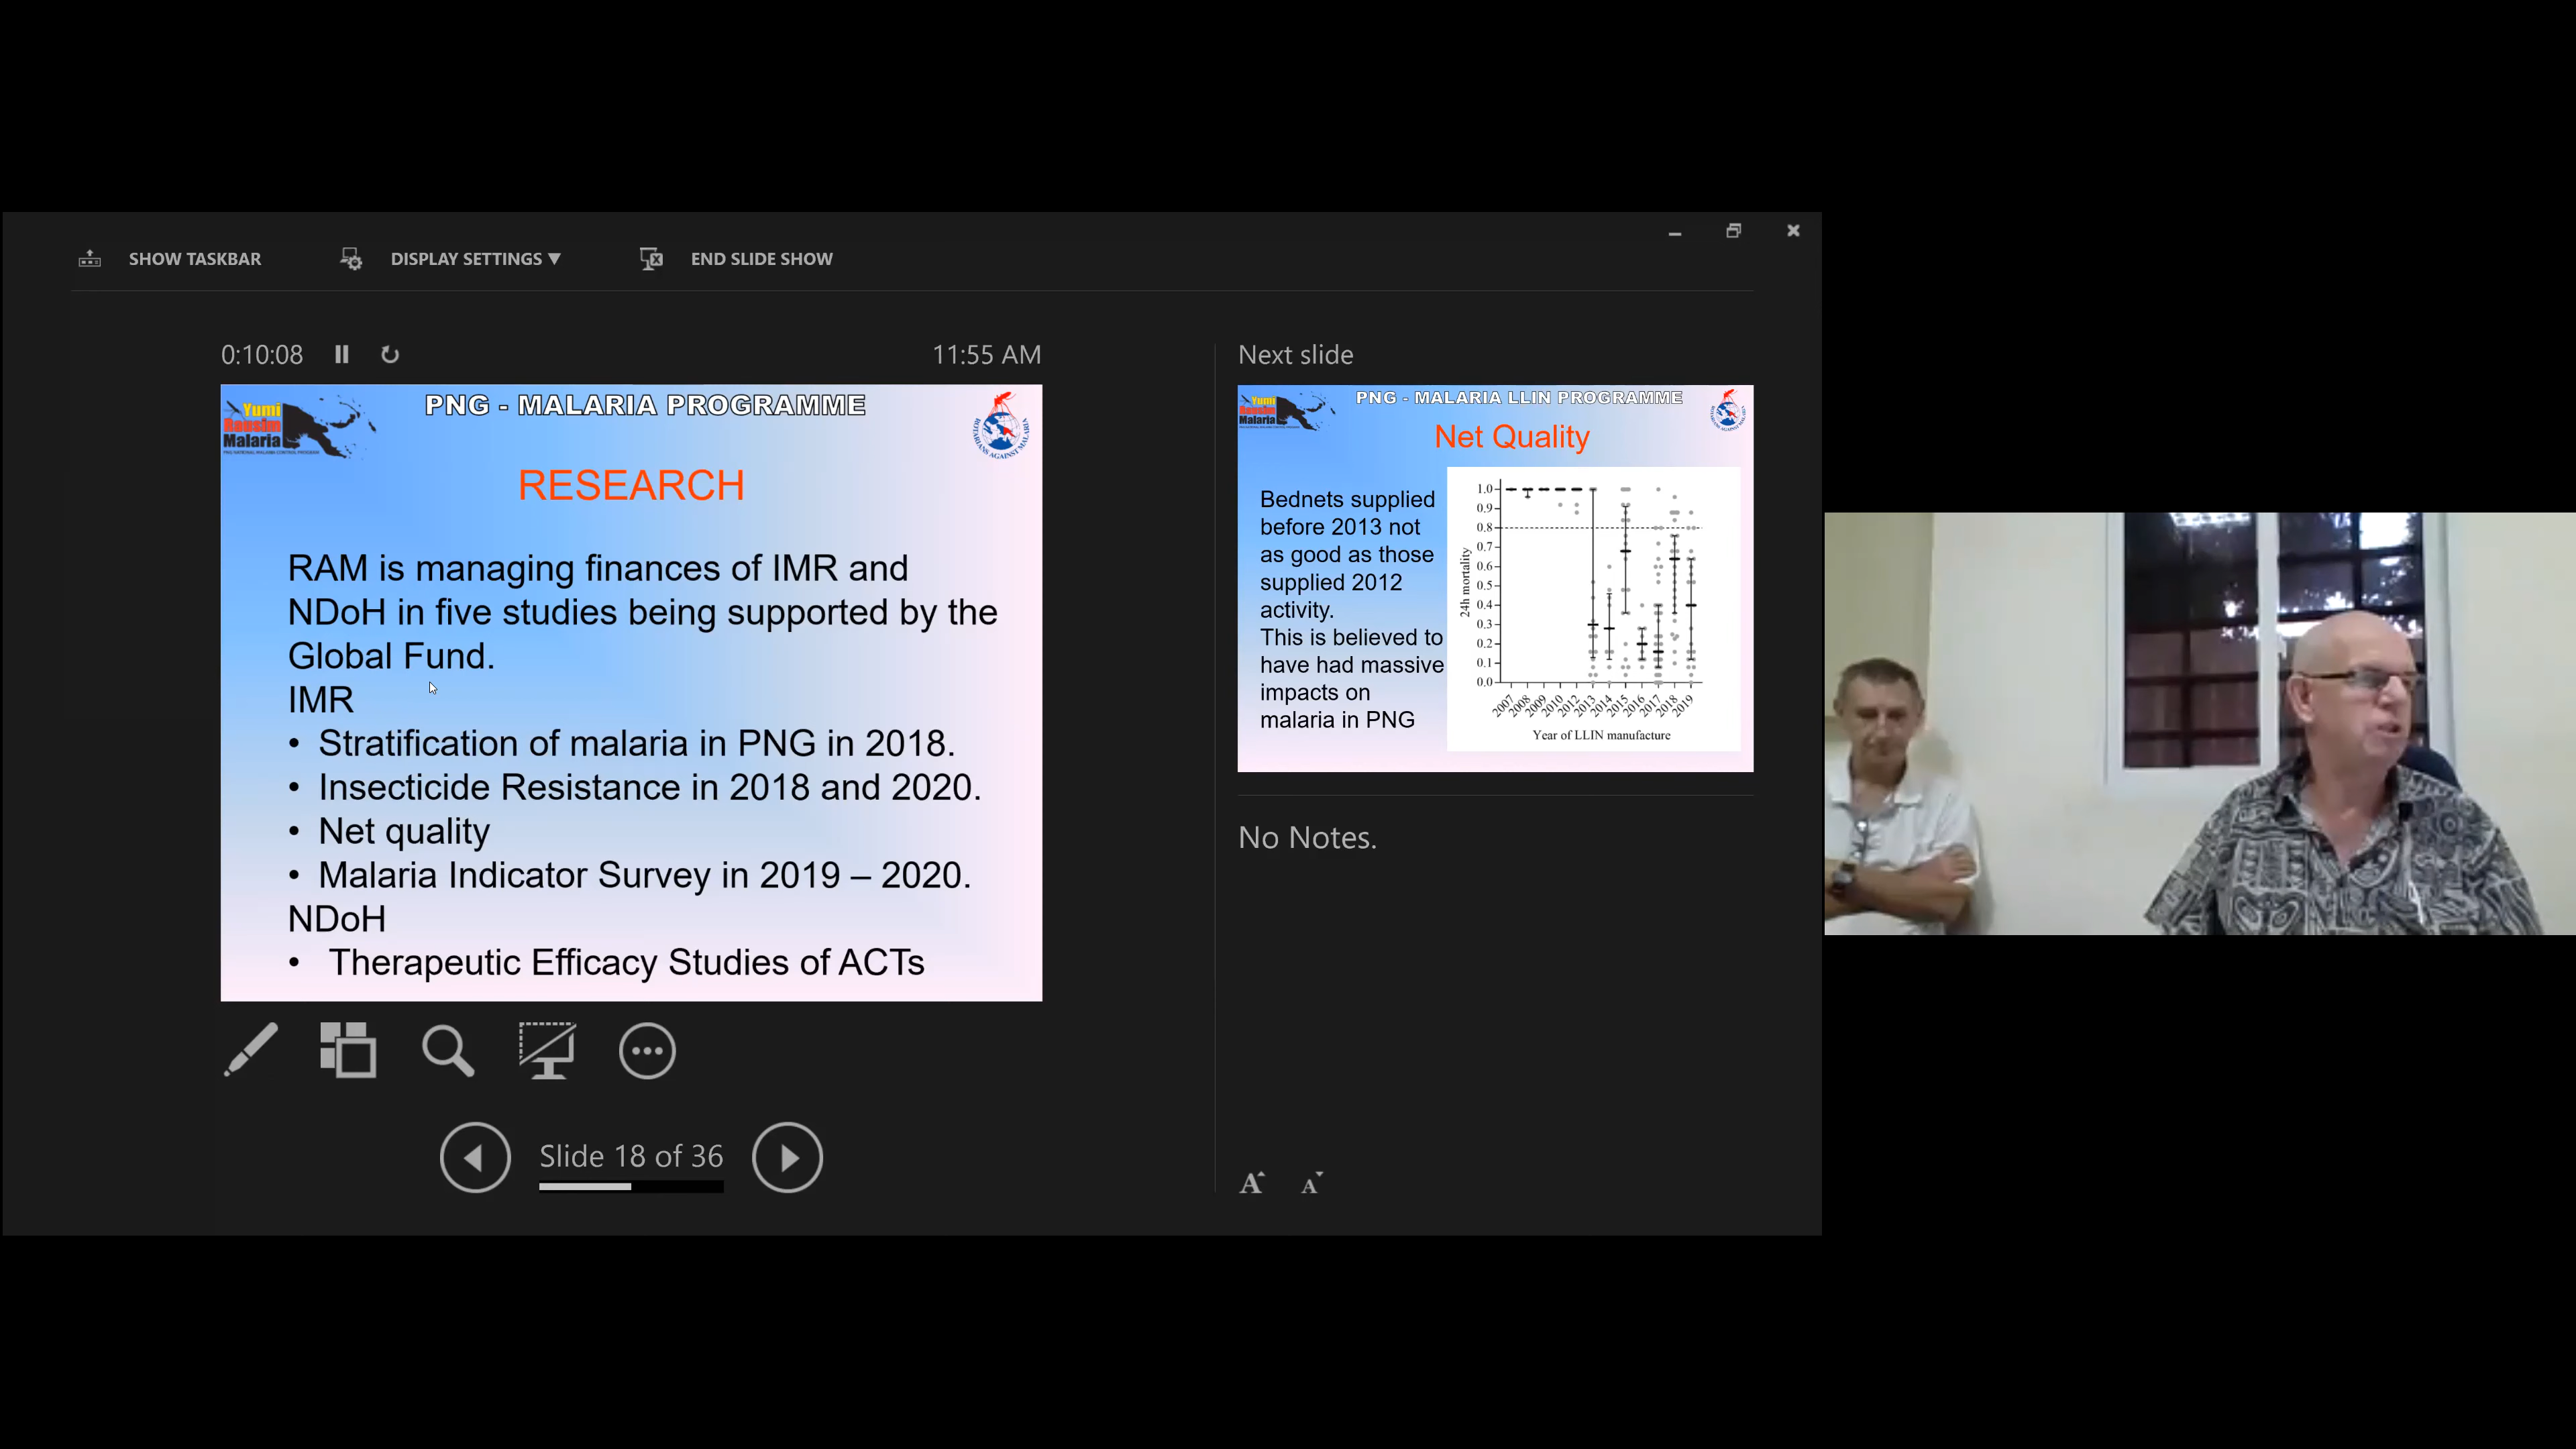 SHOW TASKBAR
DISPLAY SETTINGS ▼
END SLIDE SHOW
0:10:08
11:55 AM
Yumi
Rausim
Malaria
PNG - MALARIA PROGRAMME
ROTARIANS AGAINST MALARIA
RESEARCH
RAM is managing finances of IMR and
NDoH in five studies being supported by the
Global Fund.
IMR
• Stratification of malaria in PNG in 2018.
• Insecticide Resistance in 2018 and 2020.
• Net quality
• Malaria Indicator Survey in 2019 – 2020.
NDoH
• Therapeutic Efficacy Studies of ACTs
Slide 18 of 36
Next slide
Yumi
Rausim
Malaria
PNG - MALARIA LLIN PROGRAMME
Net Quality
Bednets supplied
before 2013 not
as good as those
supplied 2012
activity.
This is believed to
have had massive
impacts on
malaria in PNG
24h mortality
1.0
0.9
0.8
0.7
0.6
0.5
0.4
0.3
0.2
0.1
0.0
2007
2008
2009
2010
2012
2013
2014
2015
2016
2017
2018
2019
Year of LLIN manufacture
No Notes.
A
A